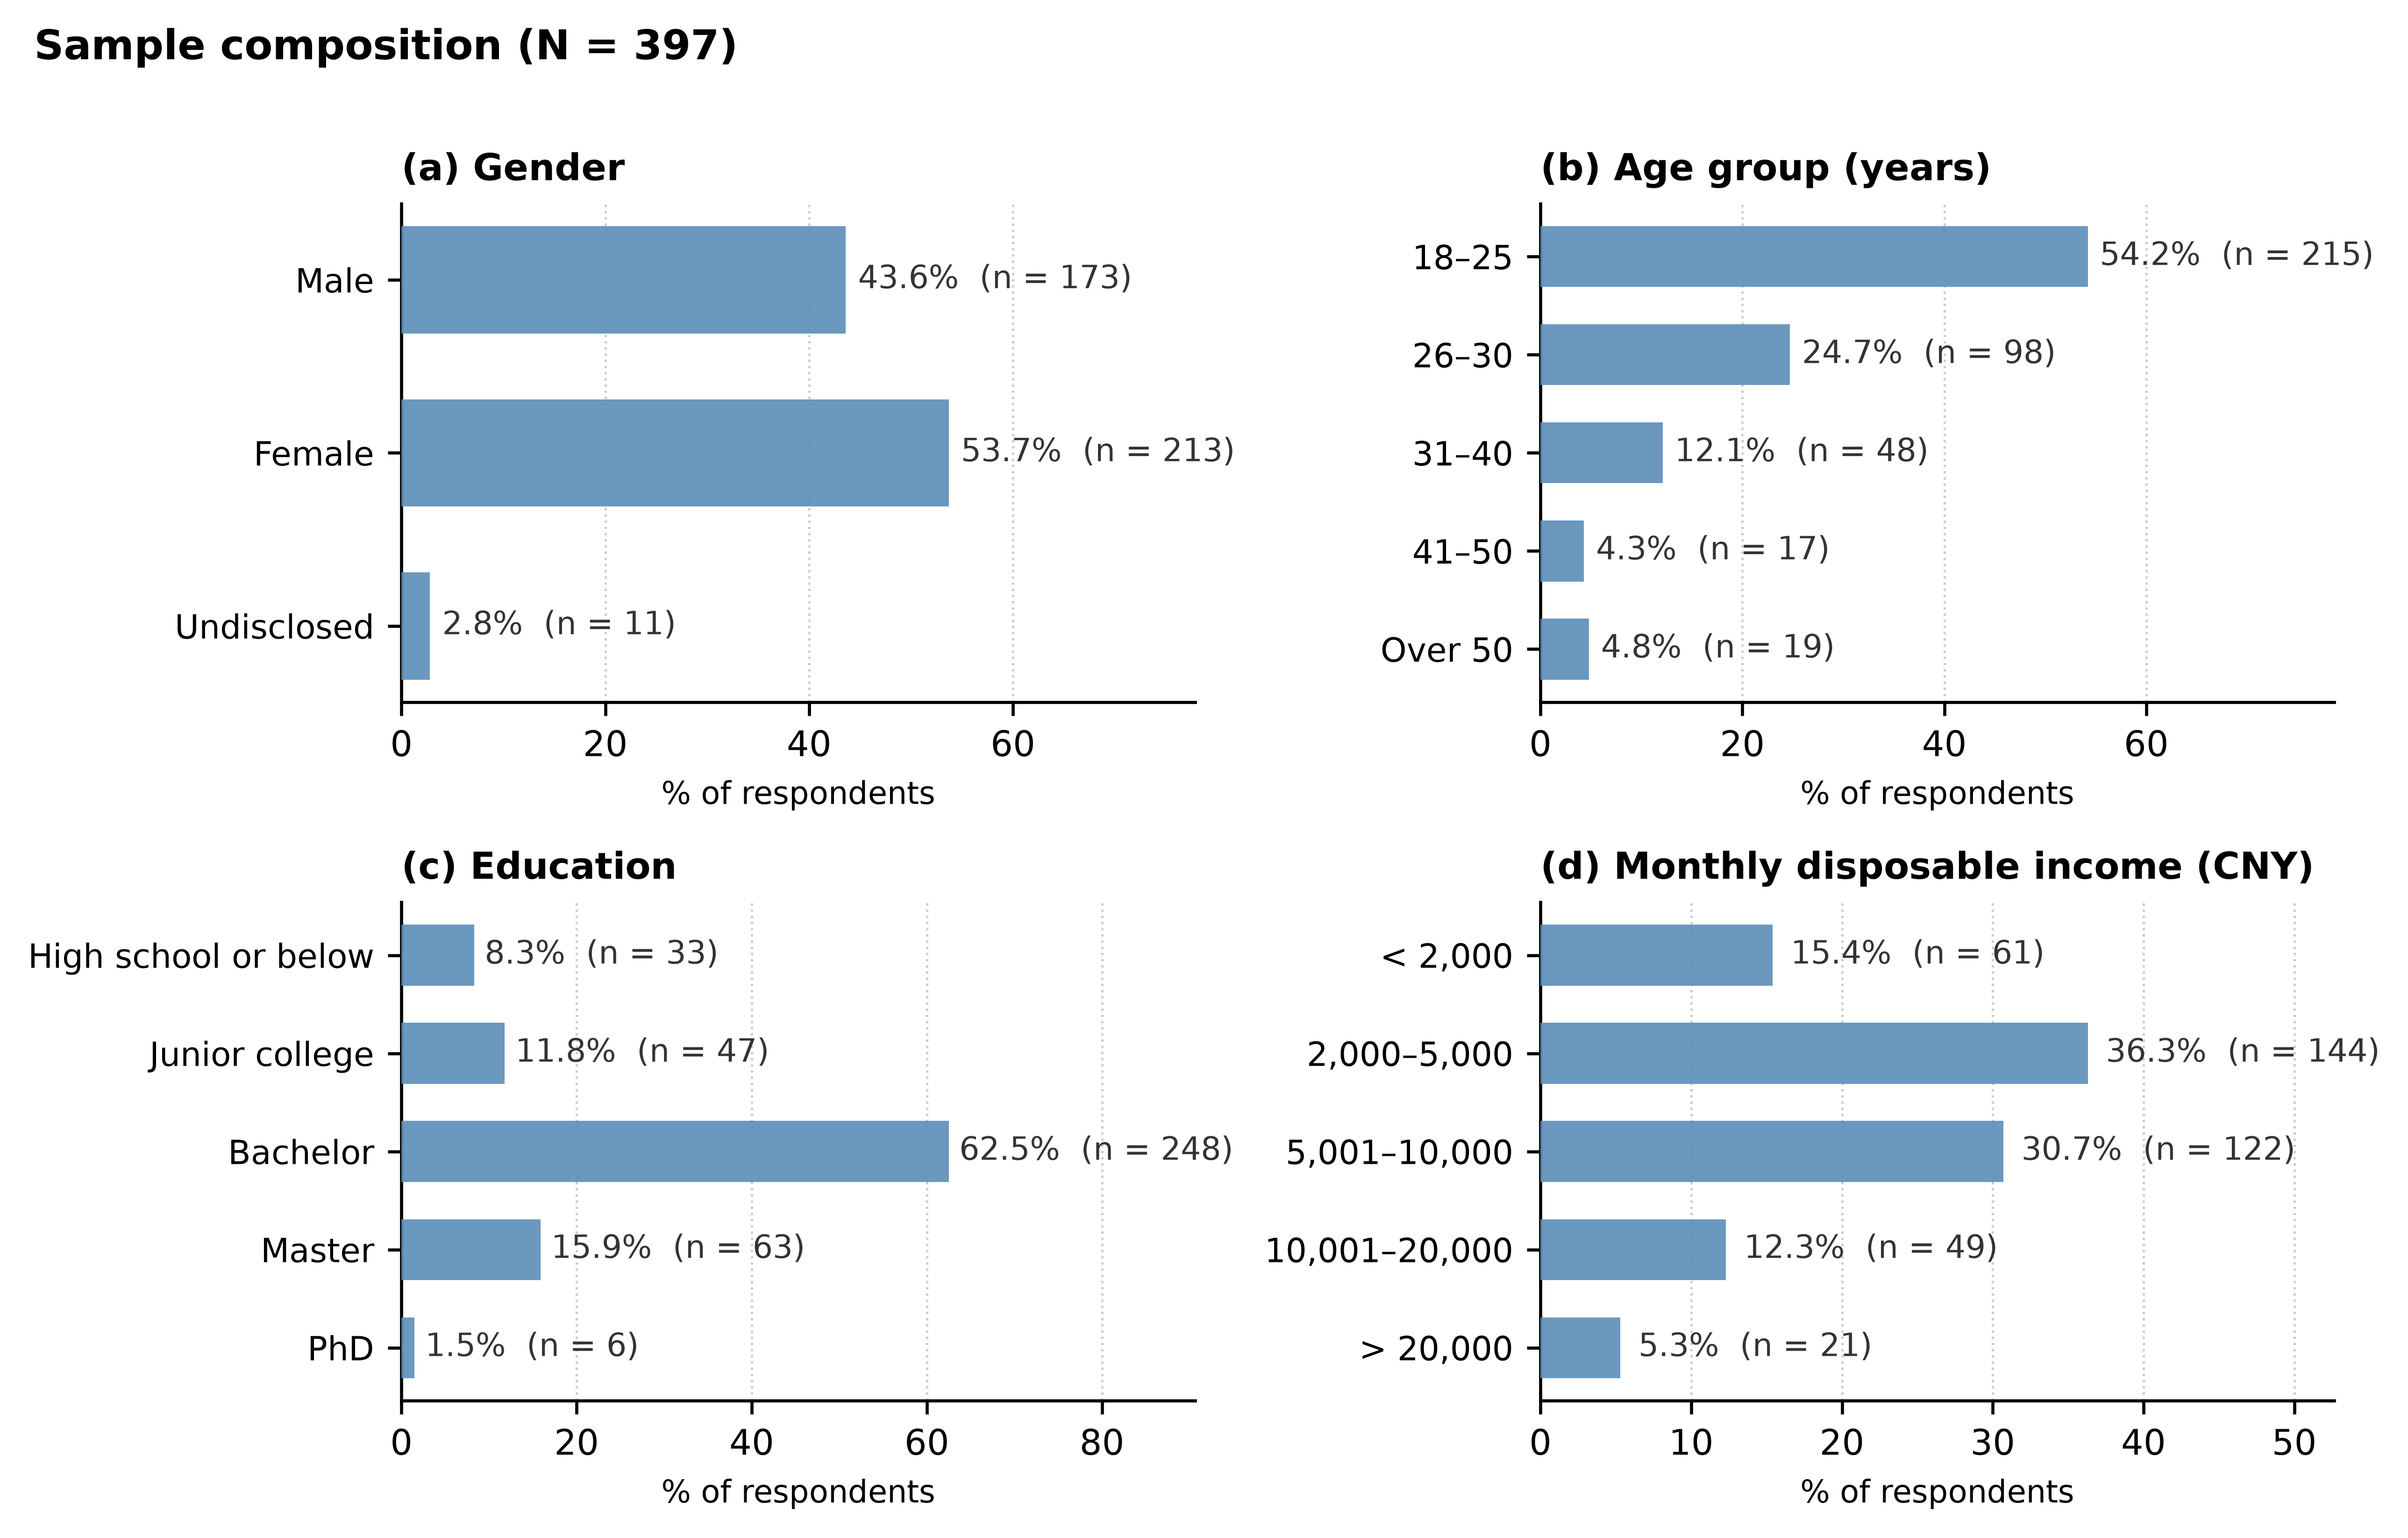 Sample composition (N = 397)
(a) Gender
Male
43.6% (n = 173)
Female
53.7% (n = 213)
Undisclosed
2.8% (n = 11)
0 20 40 60
% of respondents
(b) Age group (years)
18–25
54.2% (n = 215)
26–30
24.7% (n = 98)
31–40
12.1% (n = 48)
41–50
4.3% (n = 17)
Over 50
4.8% (n = 19)
0 20 40 60
% of respondents
(c) Education
High school or below
8.3% (n = 33)
Junior college
11.8% (n = 47)
Bachelor
62.5% (n = 248)
Master
15.9% (n = 63)
PhD
1.5% (n = 6)
0 20 40 60 80
% of respondents
(d) Monthly disposable income (CNY)
< 2,000
15.4% (n = 61)
2,000–5,000
36.3% (n = 144)
5,001–10,000
30.7% (n = 122)
10,001–20,000
12.3% (n = 49)
> 20,000
5.3% (n = 21)
0 10 20 30 40 50
% of respondents